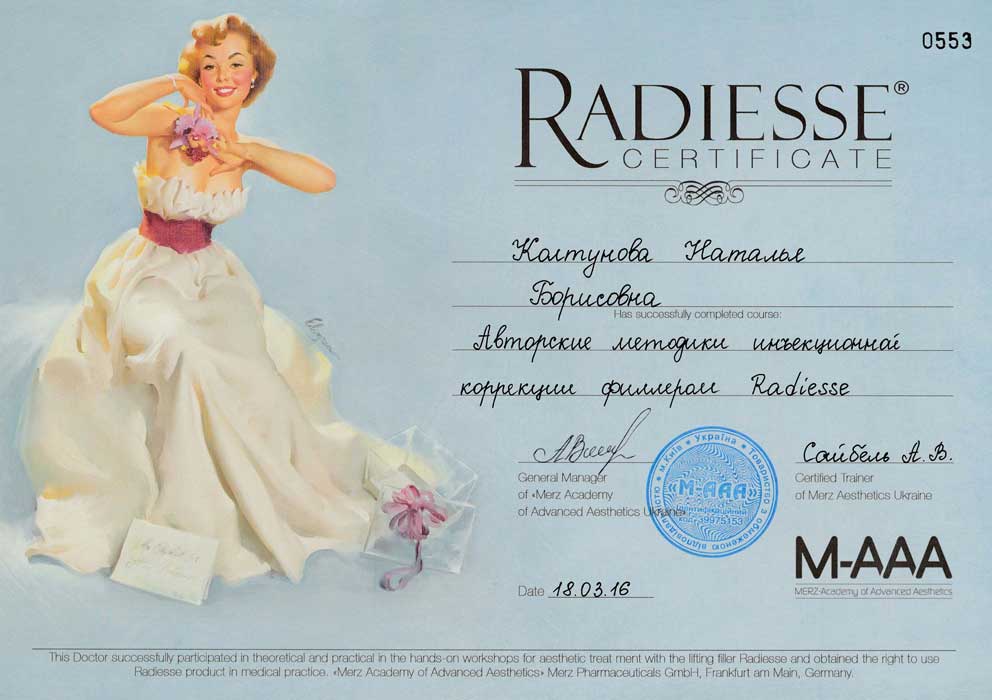 0553
RADIESSE®
CERTIFICATE
Колтунова Наталье
Борисовна
Has successfully completed course:
Авторские методики инъекционной
коррекции филлером Radiesse
Сайбель А. В.
General Manager
of «Merz Academy
of Advanced Aesthetics Ukraine»
Certified Trainer
of Merz Aesthetics Ukraine
м.Київ ★ Україна ★ Товариство з обмеженою відповідальністю
«М-ААА»
Ідентифікаційний
код 39975153
M-AAA
MERZ-Academy of Advanced Aesthetics
Date 18.03.16
This Doctor successfully participated in theoretical and practical in the hands-on workshops for aesthetic treat ment with the lifting filler Radiesse and obtained the right to use
Radiesse product in medical practice. «Merz Academy of Advanced Aesthetics» Merz Pharmaceuticals GmbH, Frankfurt am Main, Germany.